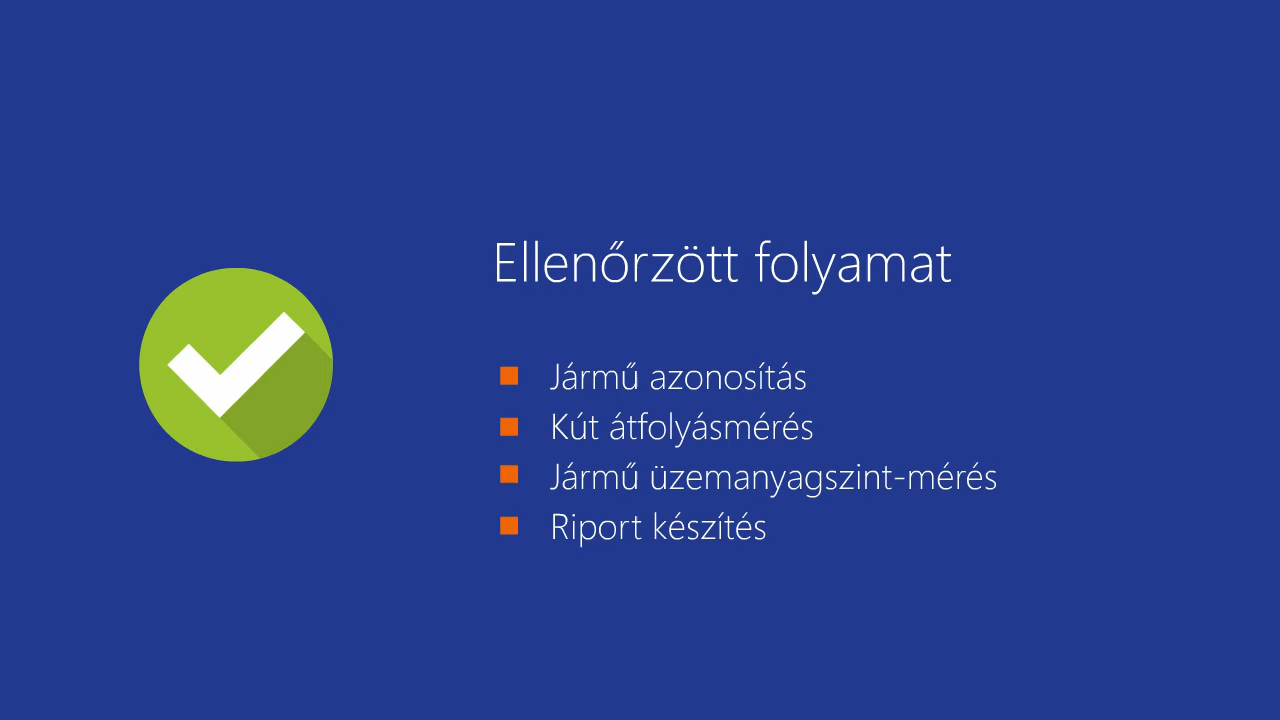 Ellenőrzött folyamat
Jármű azonosítás
Kút átfolyásmérés
Jármű üzemanyagszint-mérés
Riport készítés